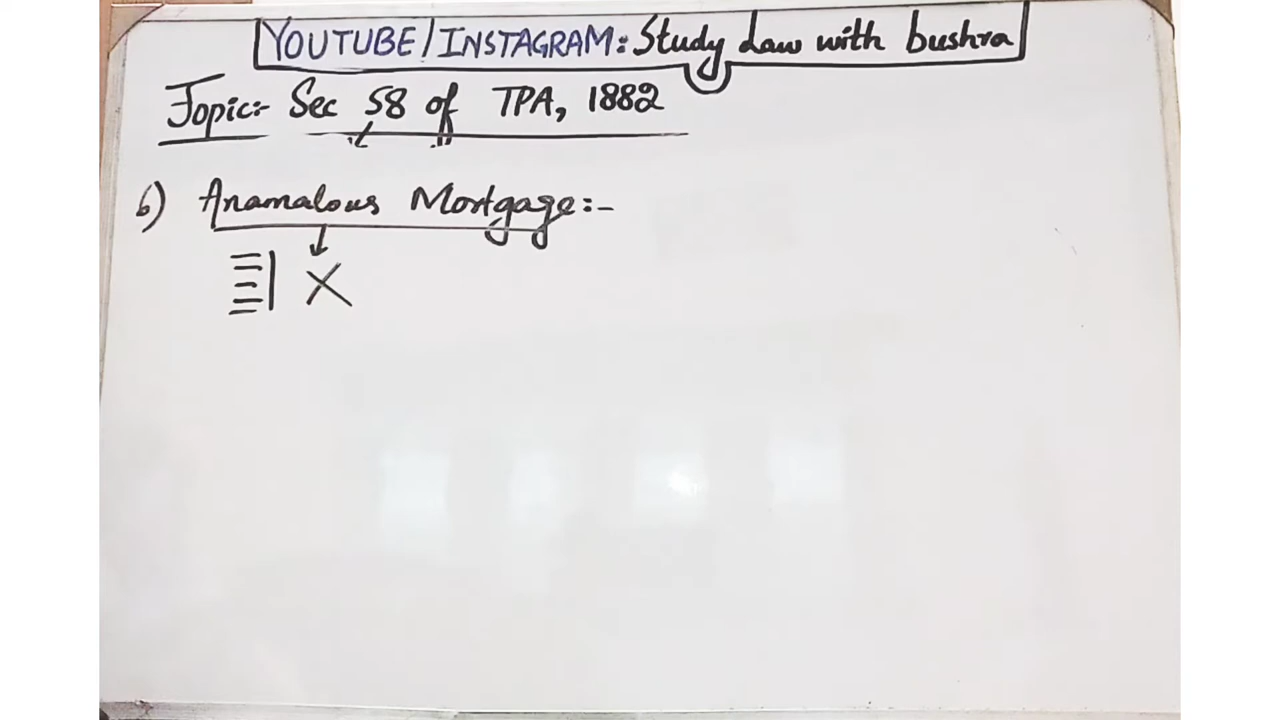 YOUTUBE/INSTAGRAM: Study Law with bushra
Topic:- Sec 58 of TPA, 1882
6) Anamalous Mortgage:-